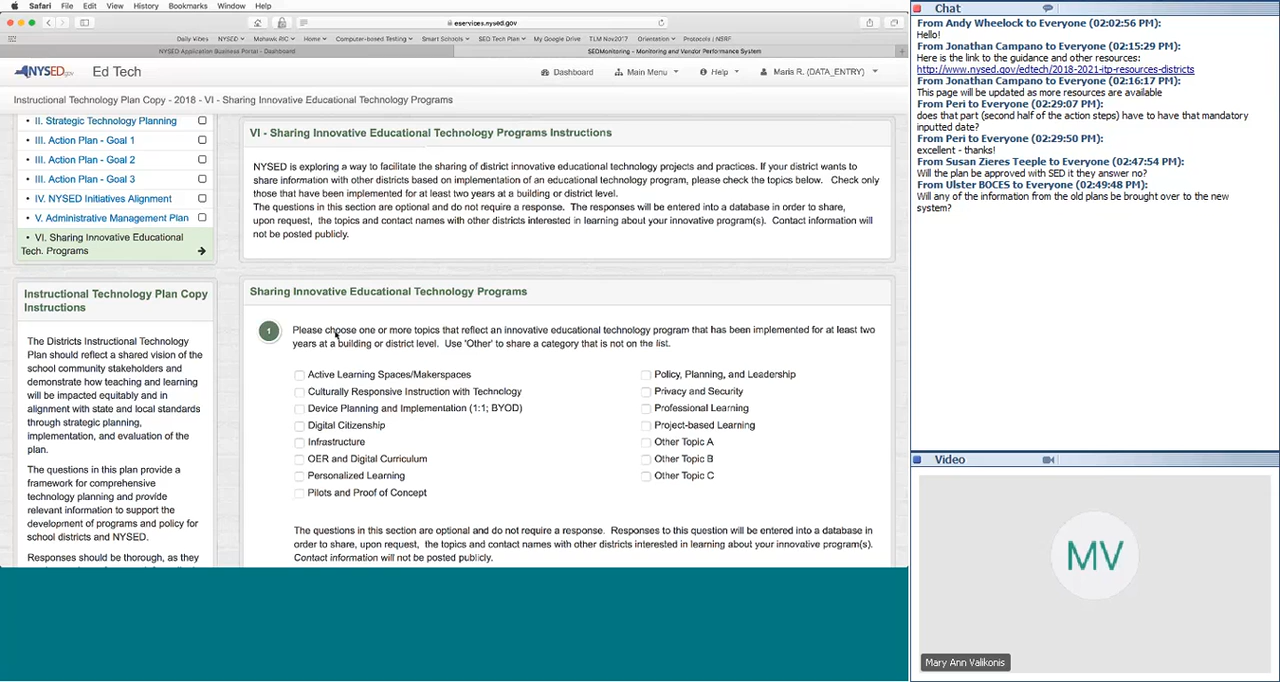 Safari File Edit View History Bookmarks Window Help
eservices.nysed.gov
Daily Vibes NYSED Mohawk RIC Home Computer-based Testing Smart Schools SED Tech Plan My Google Drive TLM Nov2017 Orientation Protocols | NSRF
NYSED Application Business Portal - Dashboard
SEDMonitoring - Monitoring and Vendor Performance System
NYSED.gov Ed Tech
Dashboard Main Menu Help Maris R. (DATA_ENTRY)
Instructional Technology Plan Copy - 2018 - VI - Sharing Innovative Educational Technology Programs
• II. Strategic Technology Planning
• III. Action Plan - Goal 1
• III. Action Plan - Goal 2
• III. Action Plan - Goal 3
• IV. NYSED Initiatives Alignment
• V. Administrative Management Plan
• VI. Sharing Innovative Educational
Tech. Programs
Instructional Technology Plan Copy
Instructions
The Districts Instructional Technology
Plan should reflect a shared vision of the
school community stakeholders and
demonstrate how teaching and learning
will be impacted equitably and in
alignment with state and local standards
through strategic planning,
implementation, and evaluation of the
plan.
The questions in this plan provide a
framework for comprehensive
technology planning and provide
relevant information to support the
development of programs and policy for
school districts and NYSED.
Responses should be thorough, as they
VI - Sharing Innovative Educational Technology Programs Instructions
NYSED is exploring a way to facilitate the sharing of district innovative educational technology projects and practices. If your district wants to
share information with other districts based on implementation of an educational technology program, please check the topics below. Check only
those that have been implemented for at least two years at a building or district level.
The questions in this section are optional and do not require a response. The responses will be entered into a database in order to share,
upon request, the topics and contact names with other districts interested in learning about your innovative program(s). Contact information will
not be posted publicly.
Sharing Innovative Educational Technology Programs
1
Please choose one or more topics that reflect an innovative educational technology program that has been implemented for at least two
years at a building or district level. Use 'Other' to share a category that is not on the list.
Active Learning Spaces/Makerspaces
Culturally Responsive Instruction with Technology
Device Planning and Implementation (1:1; BYOD)
Digital Citizenship
Infrastructure
OER and Digital Curriculum
Personalized Learning
Pilots and Proof of Concept
Policy, Planning, and Leadership
Privacy and Security
Professional Learning
Project-based Learning
Other Topic A
Other Topic B
Other Topic C
The questions in this section are optional and do not require a response. Responses to this question will be entered into a database in
order to share, upon request, the topics and contact names with other districts interested in learning about your innovative program(s).
Contact information will not be posted publicly.
Chat
From Andy Wheelock to Everyone (02:02:56 PM):
Hello!
From Jonathan Campano to Everyone (02:15:29 PM):
Here is the link to the guidance and other resources:
http://www.nysed.gov/edtech/2018-2021-itp-resources-districts
From Jonathan Campano to Everyone (02:16:17 PM):
This page will be updated as more resources are available
From Peri to Everyone (02:29:07 PM):
does that part (second half of the action steps) have to have that mandatory
inputted date?
From Peri to Everyone (02:29:50 PM):
excellent - thanks!
From Susan Zieres Teeple to Everyone (02:47:54 PM):
Will the plan be approved with SED it they answer no?
From Ulster BOCES to Everyone (02:49:48 PM):
Will any of the information from the old plans be brought over to the new
system?
Video
MV
Mary Ann Valikonis